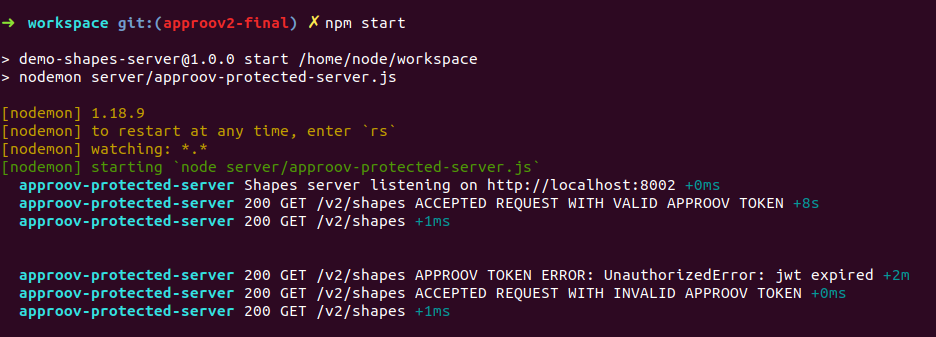 ➜ workspace git:(approov2-final) ✗ npm start
> demo-shapes-server@1.0.0 start /home/node/workspace
> nodemon server/approov-protected-server.js
[nodemon] 1.18.9
[nodemon] to restart at any time, enter `rs`
[nodemon] watching: *.*
[nodemon] starting `node server/approov-protected-server.js`
approov-protected-server Shapes server listening on http://localhost:8002 +0ms
approov-protected-server 200 GET /v2/shapes ACCEPTED REQUEST WITH VALID APPROOV TOKEN +8s
approov-protected-server 200 GET /v2/shapes +1ms
approov-protected-server 200 GET /v2/shapes APPROOV TOKEN ERROR: UnauthorizedError: jwt expired +2m
approov-protected-server 200 GET /v2/shapes ACCEPTED REQUEST WITH INVALID APPROOV TOKEN +0ms
approov-protected-server 200 GET /v2/shapes +1ms